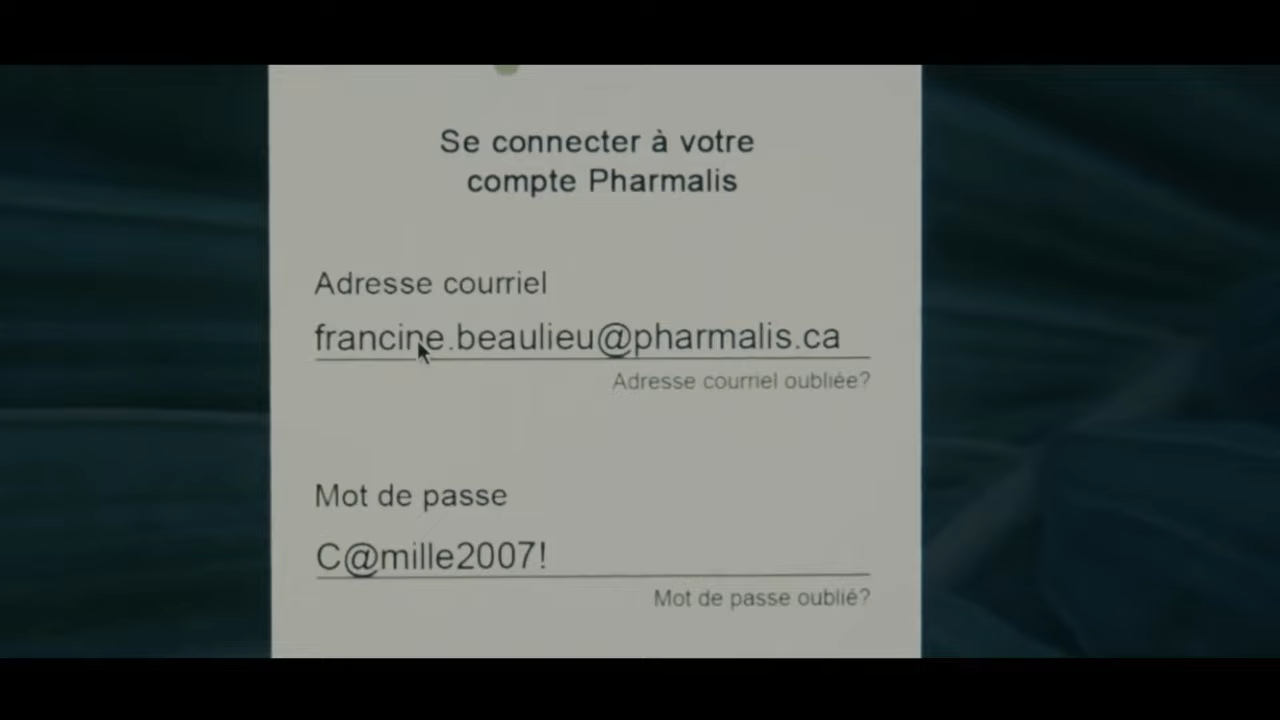 Se connecter à votre
compte Pharmalis
Adresse courriel
francine.beaulieu@pharmalis.ca
Adresse courriel oubliée?
Mot de passe
C@mille2007!
Mot de passe oublié?